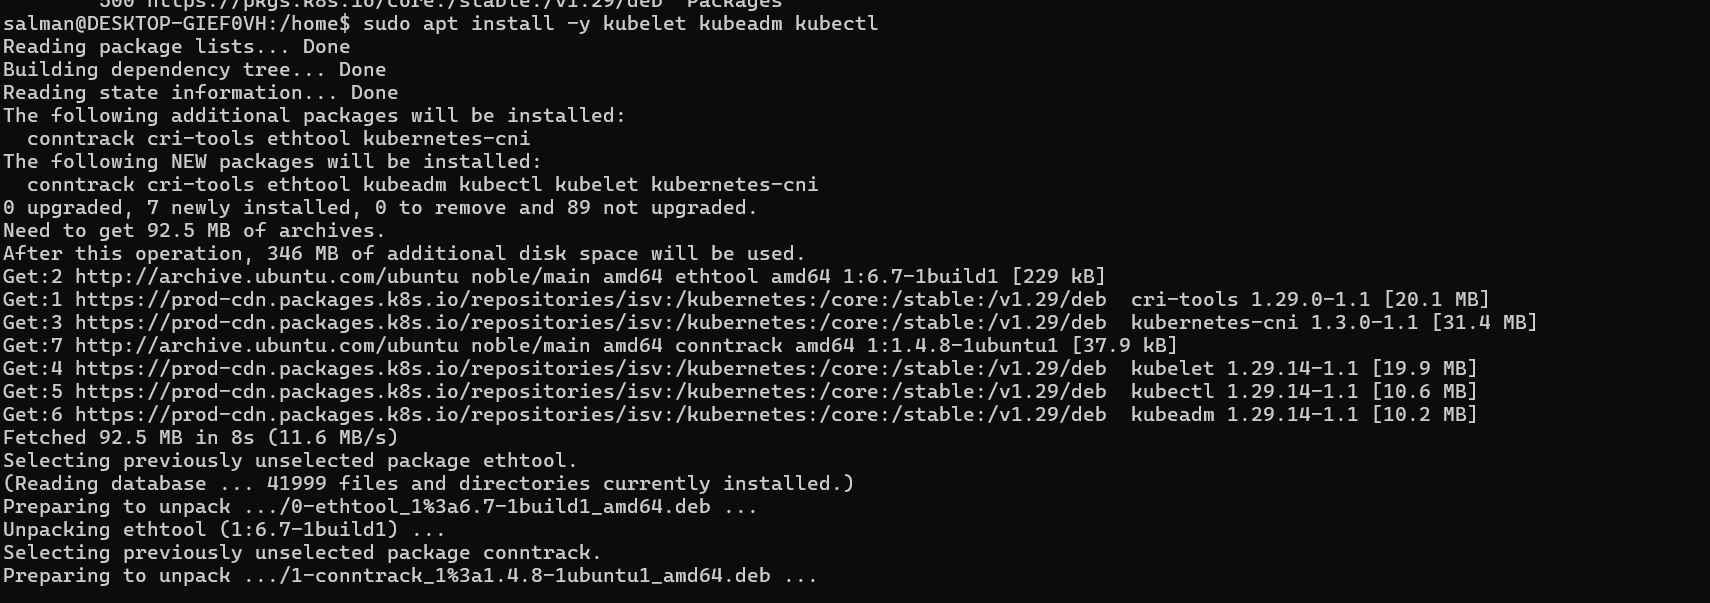 500 https://pkgs.k8s.io/core:/stable:/v1.29/deb  Packages
salman@DESKTOP-GIEF0VH:/home$ sudo apt install -y kubelet kubeadm kubectl
Reading package lists... Done
Building dependency tree... Done
Reading state information... Done
The following additional packages will be installed:
  conntrack cri-tools ethtool kubernetes-cni
The following NEW packages will be installed:
  conntrack cri-tools ethtool kubeadm kubectl kubelet kubernetes-cni
0 upgraded, 7 newly installed, 0 to remove and 89 not upgraded.
Need to get 92.5 MB of archives.
After this operation, 346 MB of additional disk space will be used.
Get:2 http://archive.ubuntu.com/ubuntu noble/main amd64 ethtool amd64 1:6.7-1build1 [229 kB]
Get:1 https://prod-cdn.packages.k8s.io/repositories/isv:/kubernetes:/core:/stable:/v1.29/deb  cri-tools 1.29.0-1.1 [20.1 MB]
Get:3 https://prod-cdn.packages.k8s.io/repositories/isv:/kubernetes:/core:/stable:/v1.29/deb  kubernetes-cni 1.3.0-1.1 [31.4 MB]
Get:7 http://archive.ubuntu.com/ubuntu noble/main amd64 conntrack amd64 1:1.4.8-1ubuntu1 [37.9 kB]
Get:4 https://prod-cdn.packages.k8s.io/repositories/isv:/kubernetes:/core:/stable:/v1.29/deb  kubelet 1.29.14-1.1 [19.9 MB]
Get:5 https://prod-cdn.packages.k8s.io/repositories/isv:/kubernetes:/core:/stable:/v1.29/deb  kubectl 1.29.14-1.1 [10.6 MB]
Get:6 https://prod-cdn.packages.k8s.io/repositories/isv:/kubernetes:/core:/stable:/v1.29/deb  kubeadm 1.29.14-1.1 [10.2 MB]
Fetched 92.5 MB in 8s (11.6 MB/s)
Selecting previously unselected package ethtool.
(Reading database ... 41999 files and directories currently installed.)
Preparing to unpack .../0-ethtool_1%3a6.7-1build1_amd64.deb ...
Unpacking ethtool (1:6.7-1build1) ...
Selecting previously unselected package conntrack.
Preparing to unpack .../1-conntrack_1%3a1.4.8-1ubuntu1_amd64.deb ...